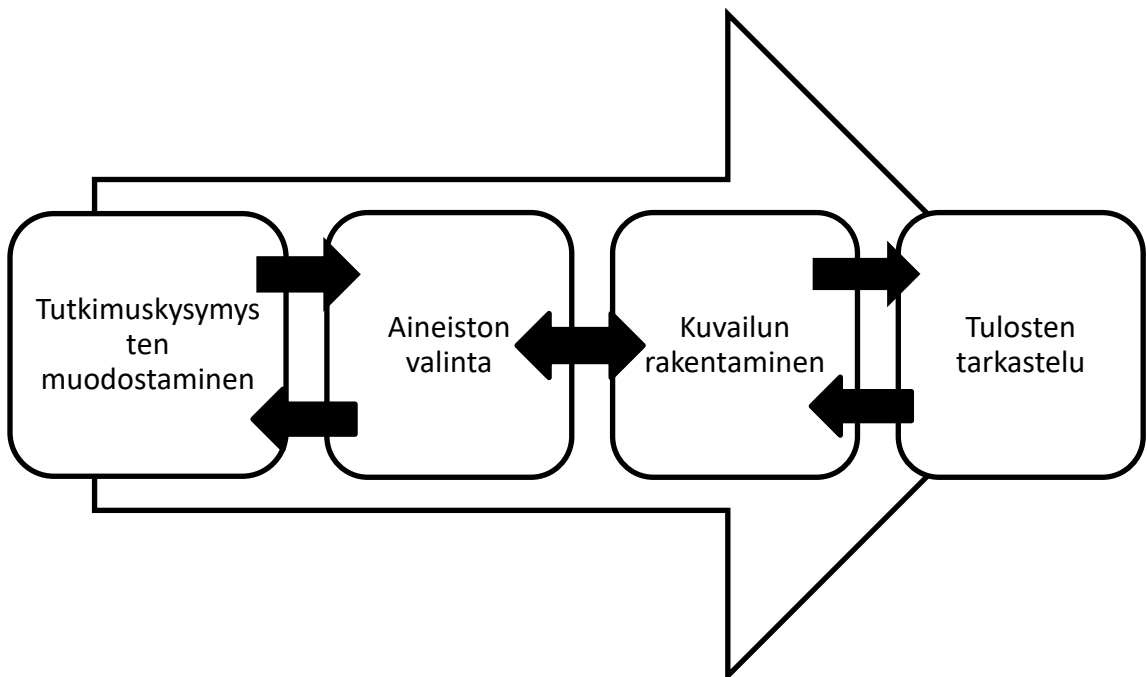 Tutkimuskysymys
ten
muodostaminen
Aineiston
valinta
Kuvailun
rakentaminen
Tulosten
tarkastelu